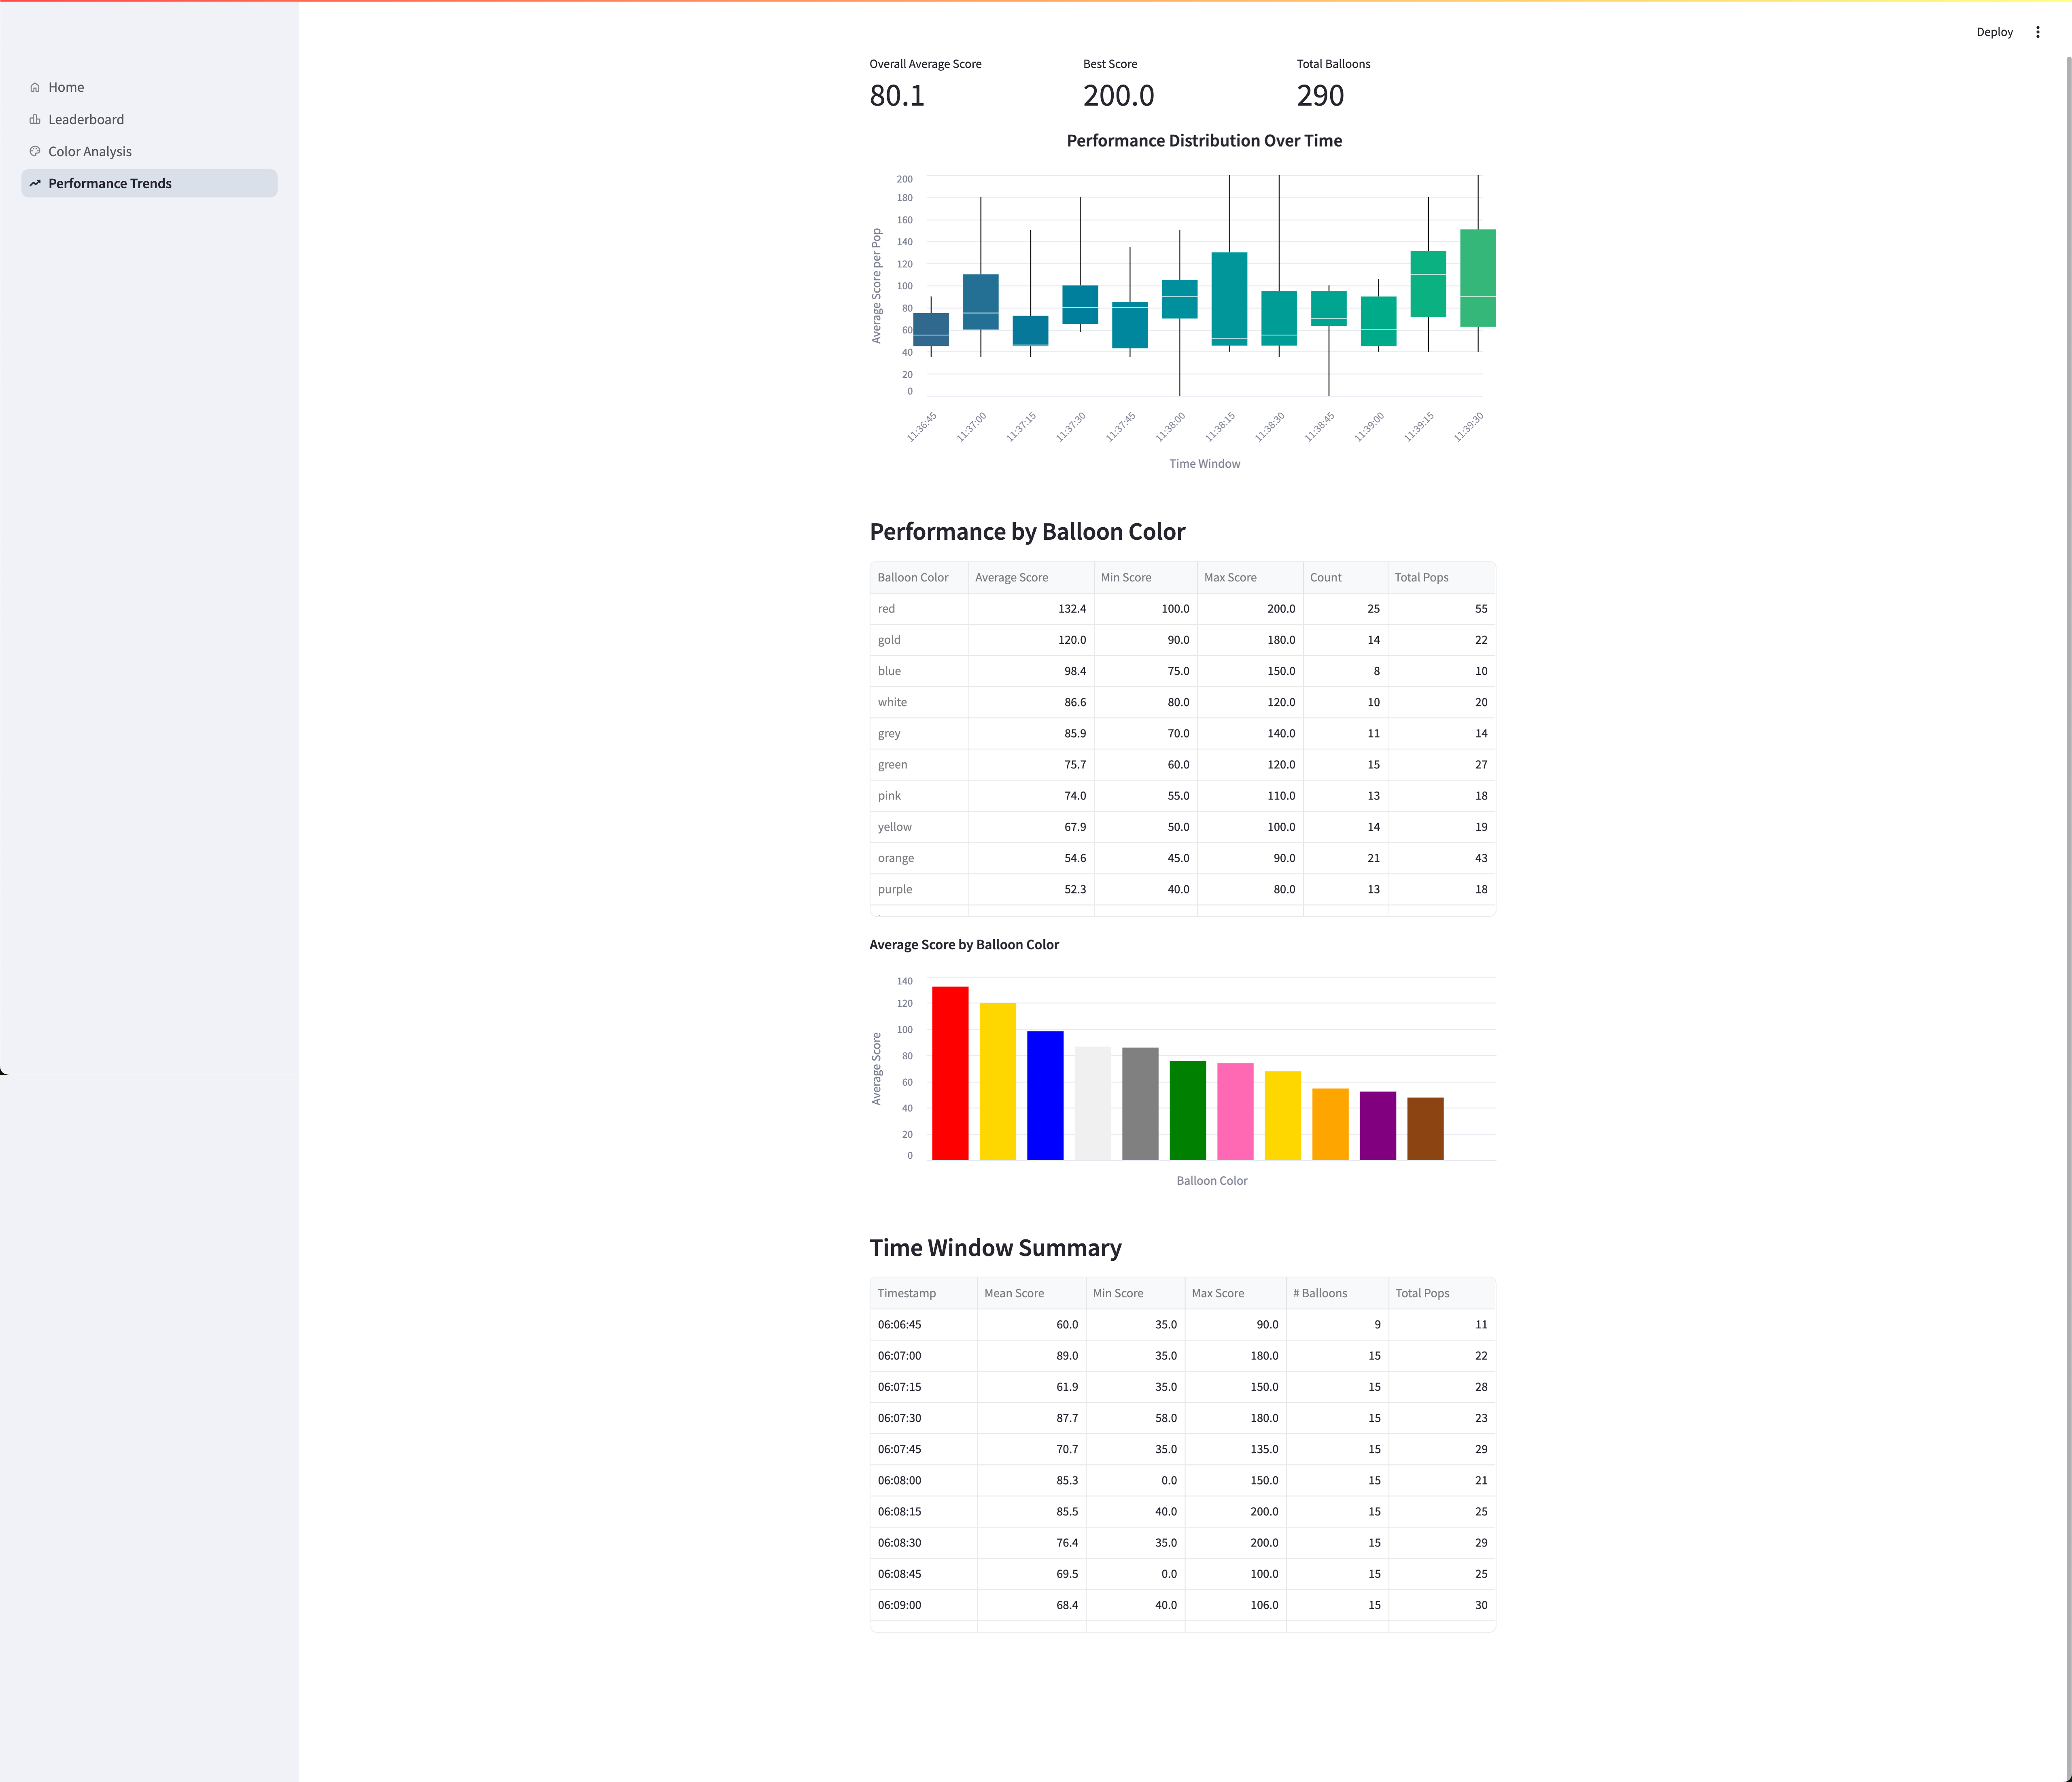 Deploy
Home
Leaderboard
Color Analysis
Performance Trends
Overall Average Score Best Score Total Balloons
80.1 200.0 290
Performance Distribution Over Time
Average Score per Pop
200
180
160
140
120
100
80
60
40
20
0
11:36:45 11:37:00 11:37:15 11:37:30 11:37:45 11:38:00 11:38:15 11:38:30 11:38:45 11:39:00 11:39:15 11:39:30
Time Window
Performance by Balloon Color
Balloon Color Average Score Min Score Max Score Count Total Pops
red 132.4 100.0 200.0 25 55
gold 120.0 90.0 180.0 14 22
blue 98.4 75.0 150.0 8 10
white 86.6 80.0 120.0 10 20
grey 85.9 70.0 140.0 11 14
green 75.7 60.0 120.0 15 27
pink 74.0 55.0 110.0 13 18
yellow 67.9 50.0 100.0 14 19
orange 54.6 45.0 90.0 21 43
purple 52.3 40.0 80.0 13 18
Average Score by Balloon Color
Average Score
140
120
100
80
60
40
20
0
Balloon Color
Time Window Summary
Timestamp Mean Score Min Score Max Score # Balloons Total Pops
06:06:45 60.0 35.0 90.0 9 11
06:07:00 89.0 35.0 180.0 15 22
06:07:15 61.9 35.0 150.0 15 28
06:07:30 87.7 58.0 180.0 15 23
06:07:45 70.7 35.0 135.0 15 29
06:08:00 85.3 0.0 150.0 15 21
06:08:15 85.5 40.0 200.0 15 25
06:08:30 76.4 35.0 200.0 15 29
06:08:45 69.5 0.0 100.0 15 25
06:09:00 68.4 40.0 106.0 15 30